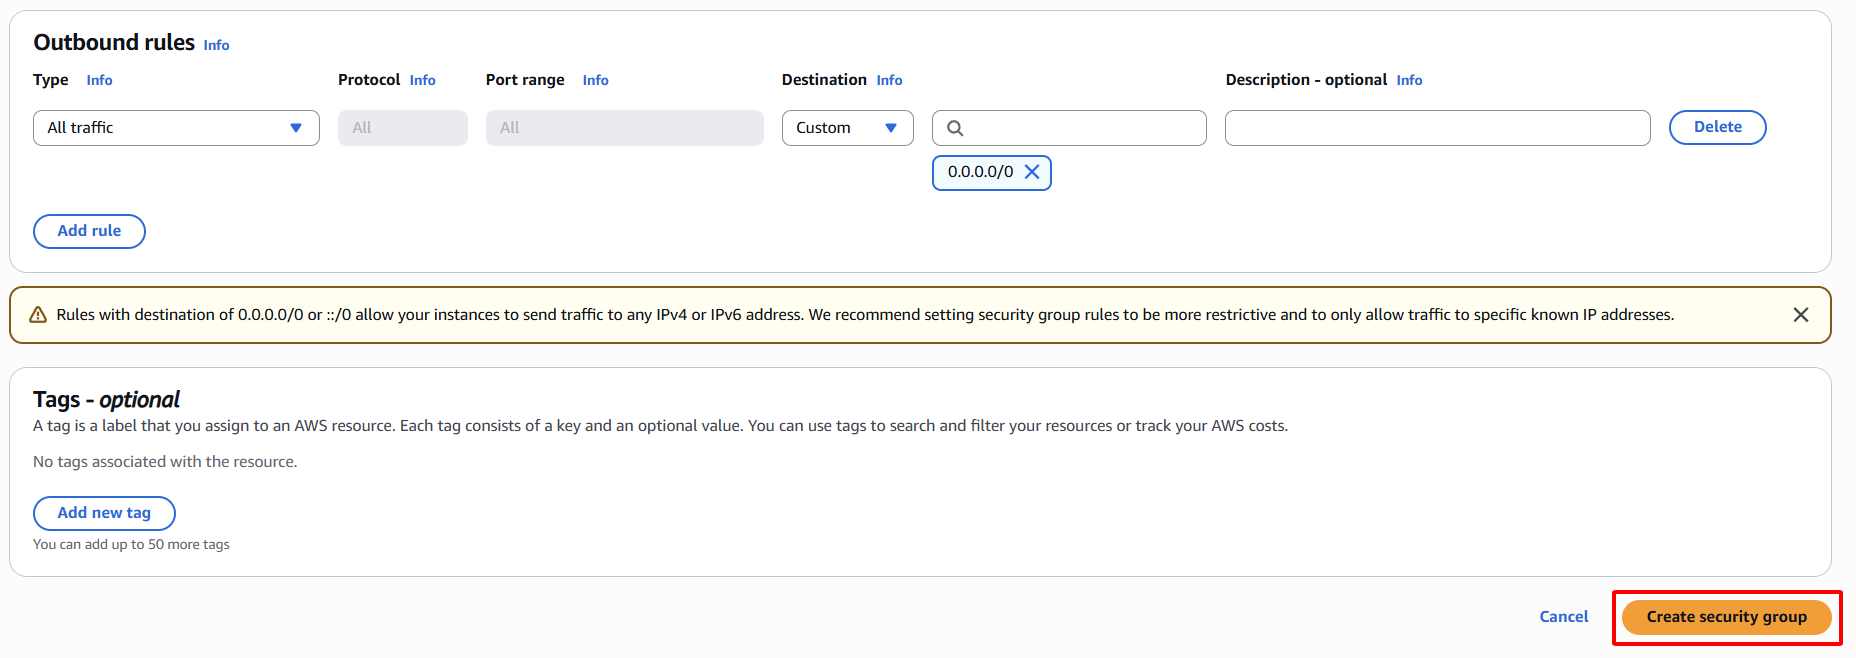 Outbound rules Info
Type Info Protocol Info Port range Info Destination Info Description - optional Info
All traffic All All Custom Delete
0.0.0.0/0
Add rule
Rules with destination of 0.0.0.0/0 or ::/0 allow your instances to send traffic to any IPv4 or IPv6 address. We recommend setting security group rules to be more restrictive and to only allow traffic to specific known IP addresses.
Tags - optional
A tag is a label that you assign to an AWS resource. Each tag consists of a key and an optional value. You can use tags to search and filter your resources or track your AWS costs.
No tags associated with the resource.
Add new tag
You can add up to 50 more tags
Cancel Create security group